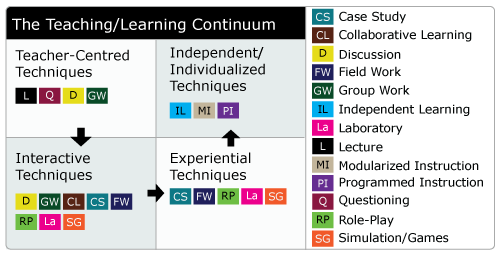 The Teaching/Learning Continuum
Teacher-Centred
Techniques
L Q D GW
Independent/
Individualized
Techniques
IL MI PI
Interactive
Techniques
D GW CL CS FW
RP La SG
Experiential
Techniques
CS FW RP La SG
CS Case Study
CL Collaborative Learning
D Discussion
FW Field Work
GW Group Work
IL Independent Learning
La Laboratory
L Lecture
MI Modularized Instruction
PI Programmed Instruction
Q Questioning
RP Role-Play
SG Simulation/Games